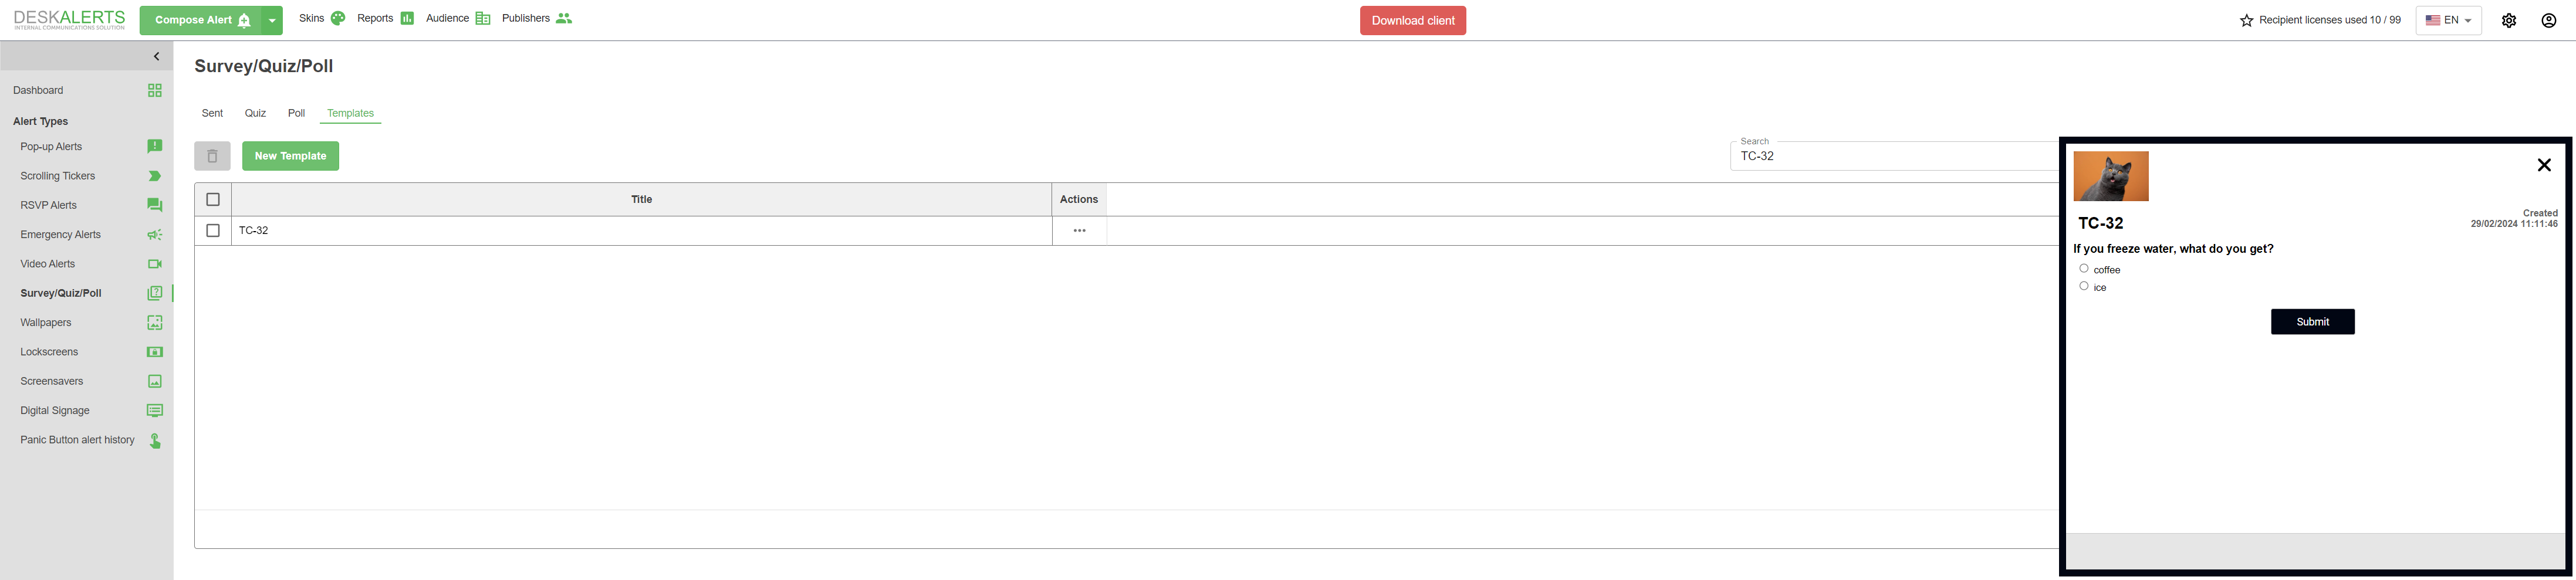 DESKALERTS
INTERNAL COMMUNICATIONS SOLUTION
Compose Alert
Skins
Reports
Audience
Publishers
Download client
Recipient licenses used 10 / 99
EN
Dashboard
Alert Types
Pop-up Alerts
Scrolling Tickers
RSVP Alerts
Emergency Alerts
Video Alerts
Survey/Quiz/Poll
Wallpapers
Lockscreens
Screensavers
Digital Signage
Panic Button alert history
Survey/Quiz/Poll
Sent
Quiz
Poll
Templates
New Template
Search
TC-32
Title
Actions
TC-32
TC-32
Created
29/02/2024 11:11:46
If you freeze water, what do you get?
coffee
ice
Submit